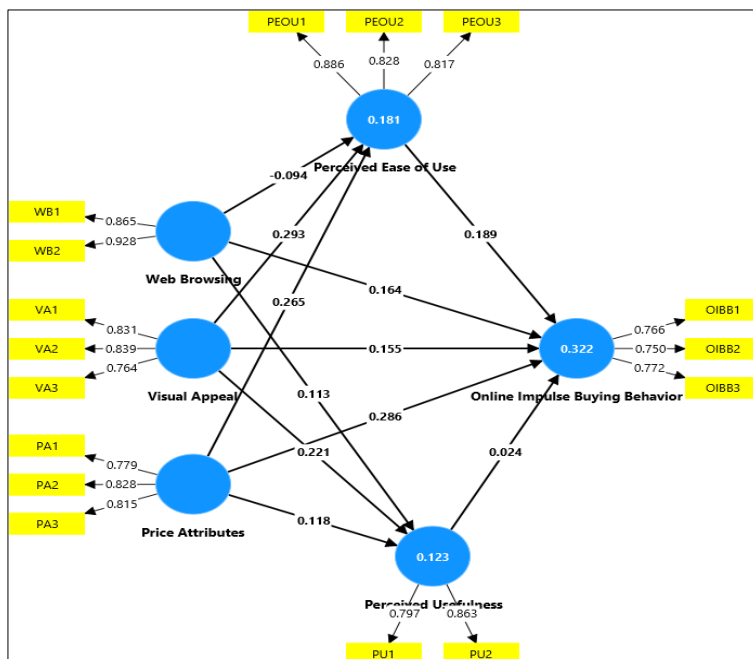 PEOU1 PEOU2 PEOU3
0.886 0.828 0.817
0.181
Perceived Ease of Use
-0.094
WB1 0.865
WB2 0.928
Web Browsing
0.293
0.189
0.265
0.164
VA1 0.831
VA2 0.839
VA3 0.764
Visual Appeal
0.155
0.322
Online Impulse Buying Behavior
0.766 OIBB1
0.750 OIBB2
0.772 OIBB3
0.113
0.286
0.221
0.024
PA1 0.779
PA2 0.828
PA3 0.815
Price Attributes
0.118
0.123
Perceived Usefulness
0.797 0.863
PU1 PU2